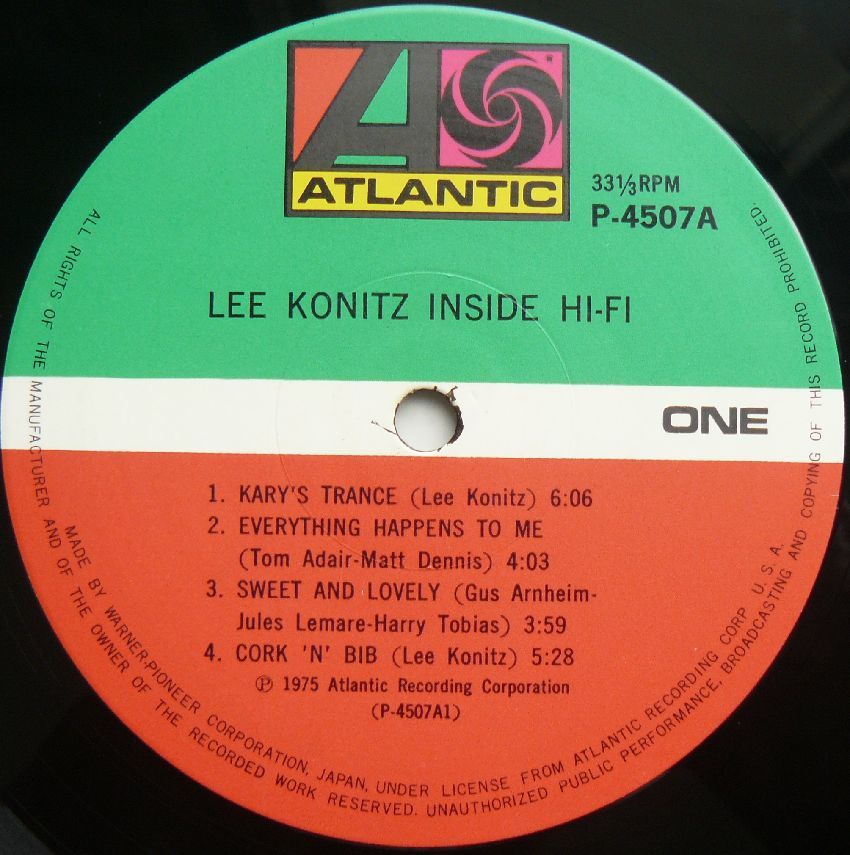 ATLANTIC
33⅓RPM
P-4507A
LEE KONITZ INSIDE HI-FI
ONE
1. KARY'S TRANCE (Lee Konitz) 6:06
2. EVERYTHING HAPPENS TO ME
(Tom Adair-Matt Dennis) 4:03
3. SWEET AND LOVELY (Gus Arnheim-
Jules Lemare-Harry Tobias) 3:59
4. CORK 'N' BIB (Lee Konitz) 5:28
℗ 1975 Atlantic Recording Corporation
(P-4507A1)
MADE BY WARNER-PIONEER CORPORATION, JAPAN, UNDER LICENSE FROM ATLANTIC RECORDING CORP. U. S. A.
ALL RIGHTS OF THE MANUFACTURER AND OF THE OWNER OF THE RECORDED WORK RESERVED. UNAUTHORIZED PUBLIC PERFORMANCE, BROADCASTING AND COPYING OF THIS RECORD PROHIBITED.